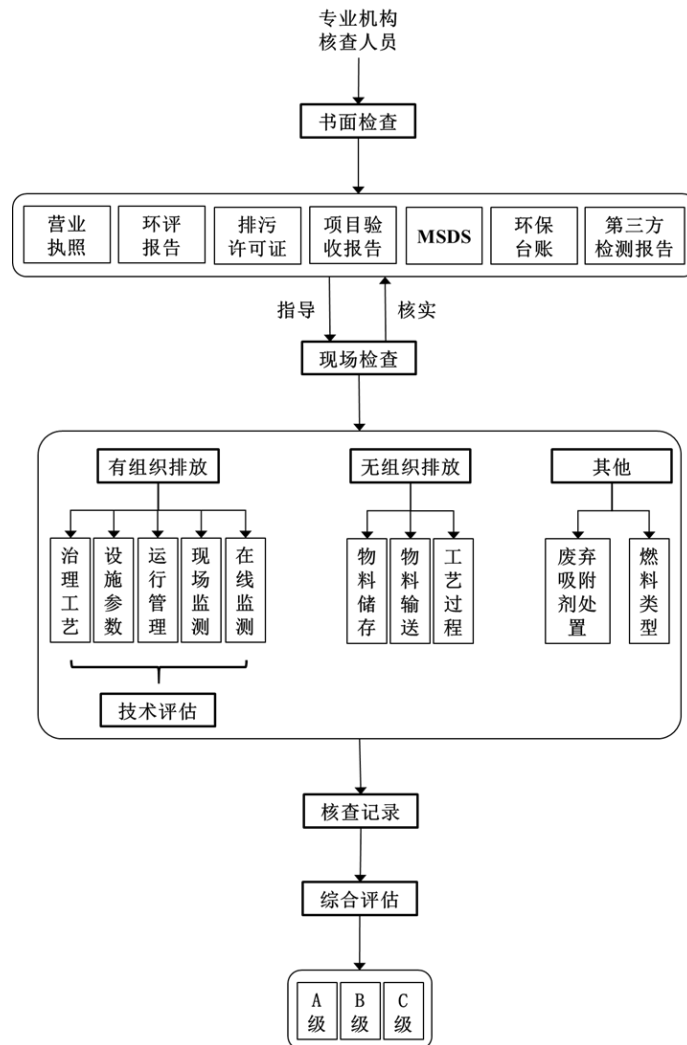 专业机构
核查人员
书面检查
营业
执照
环评
报告
排污
许可证
项目验
收报告
MSDS
环保
台账
第三方
检测报告
指导
核实
现场检查
有组织排放
无组织排放
其他
治理工艺
设施参数
运行管理
现场监测
在线监测
物料储存
物料输送
工艺过程
废弃
吸附
剂处
置
燃料类型
技术评估
核查记录
综合评估
A
级
B
级
C
级